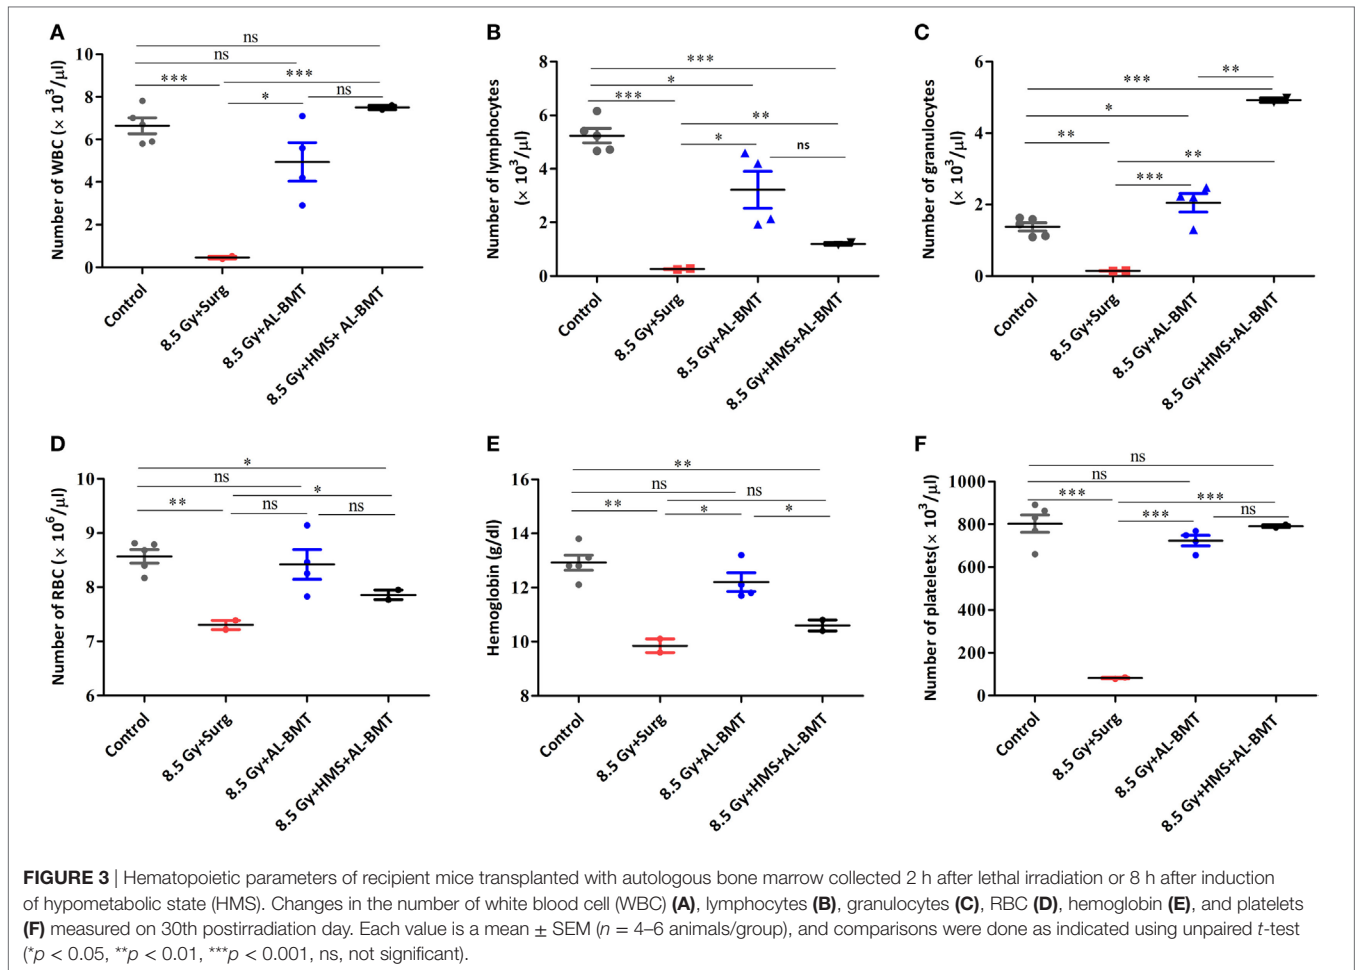 A
ns
ns
***
***
*
ns
Number of WBC (× 10³/µl)
10
8
6
4
2
0
Control
8.5 Gy+Surg
8.5 Gy+AL-BMT
8.5 Gy+HMS+ AL-BMT
B
***
*
***
**
*
ns
Number of lymphocytes
(× 10³/µl)
8
6
4
2
0
Control
8.5 Gy+Surg
8.5 Gy+AL-BMT
8.5 Gy+HMS+AL-BMT
C
**
***
*
**
**
***
Number of granulocytes
(× 10³/µl)
6
4
2
0
Control
8.5 Gy+Surg
8.5 Gy+AL-BMT
8.5 Gy+HMS+AL-BMT
D
*
ns
*
**
ns
ns
Number of RBC (× 10⁶/µl)
10
9
8
7
6
Control
8.5 Gy+Surg
8.5 Gy+AL-BMT
8.5 Gy+HMS+AL-BMT
E
**
ns
ns
**
*
*
Hemoglobin (g/dl)
16
14
12
10
8
Control
8.5 Gy+Surg
8.5 Gy+AL-BMT
8.5 Gy+HMS+AL-BMT
F
ns
ns
***
***
***
ns
Number of platelets(× 10³/µl)
1000
800
600
400
200
0
Control
8.5 Gy+Surg
8.5 Gy+AL-BMT
8.5 Gy+HMS+AL-BMT
FIGURE 3 | Hematopoietic parameters of recipient mice transplanted with autologous bone marrow collected 2 h after lethal irradiation or 8 h after induction
of hypometabolic state (HMS). Changes in the number of white blood cell (WBC) (A), lymphocytes (B), granulocytes (C), RBC (D), hemoglobin (E), and platelets
(F) measured on 30th postirradiation day. Each value is a mean ± SEM (n = 4–6 animals/group), and comparisons were done as indicated using unpaired t-test
(*p < 0.05, **p < 0.01, ***p < 0.001, ns, not significant).